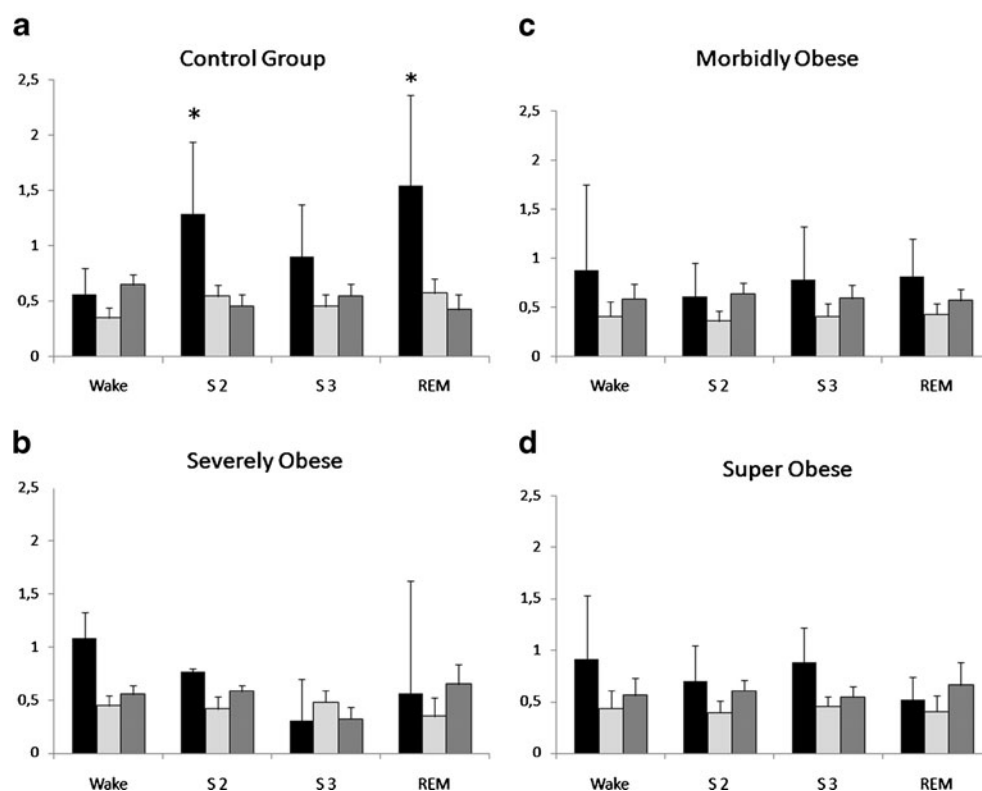 a
Control Group
2,5
2
1,5
1
0,5
0
*
*
Wake S 2 S 3 REM
c
Morbidly Obese
2,5
2
1,5
1
0,5
0
Wake S 2 S 3 REM
b
Severely Obese
2,5
2
1,5
1
0,5
0
Wake S 2 S 3 REM
d
Super Obese
2,5
2
1,5
1
0,5
0
Wake S 2 S 3 REM